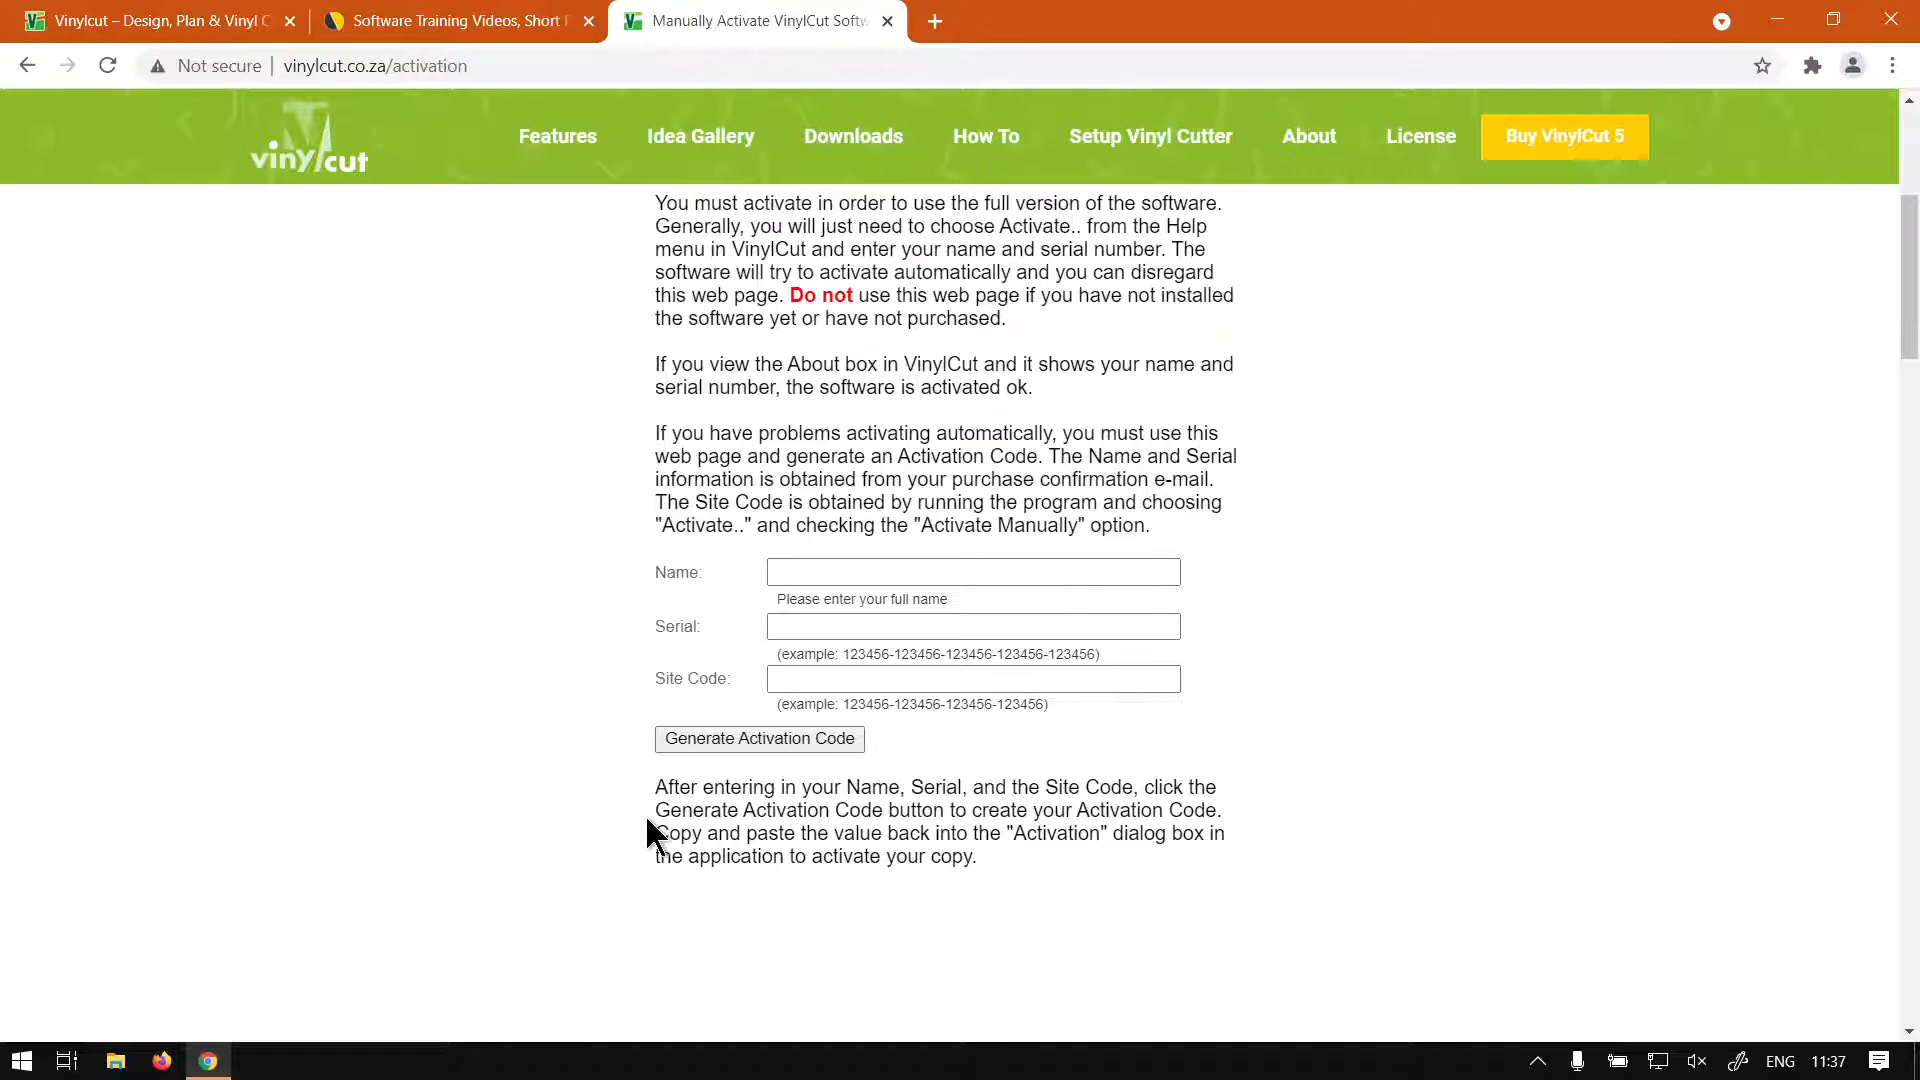 Vinylcut – Design, Plan & Vinyl C
Software Training Videos, Short
Manually Activate VinylCut Softw
Not secure
vinylcut.co.za/activation
vinylcut
Features
Idea Gallery
Downloads
How To
Setup Vinyl Cutter
About
License
Buy VinylCut 5
You must activate in order to use the full version of the software.
Generally, you will just need to choose Activate.. from the Help
menu in VinylCut and enter your name and serial number. The
software will try to activate automatically and you can disregard
this web page. Do not use this web page if you have not installed
the software yet or have not purchased.
If you view the About box in VinylCut and it shows your name and
serial number, the software is activated ok.
If you have problems activating automatically, you must use this
web page and generate an Activation Code. The Name and Serial
information is obtained from your purchase confirmation e-mail.
The Site Code is obtained by running the program and choosing
"Activate.." and checking the "Activate Manually" option.
Name:
Please enter your full name
Serial:
(example: 123456-123456-123456-123456-123456)
Site Code:
(example: 123456-123456-123456-123456)
Generate Activation Code
After entering in your Name, Serial, and the Site Code, click the
Generate Activation Code button to create your Activation Code.
Copy and paste the value back into the "Activation" dialog box in
the application to activate your copy.
ENG
11:37